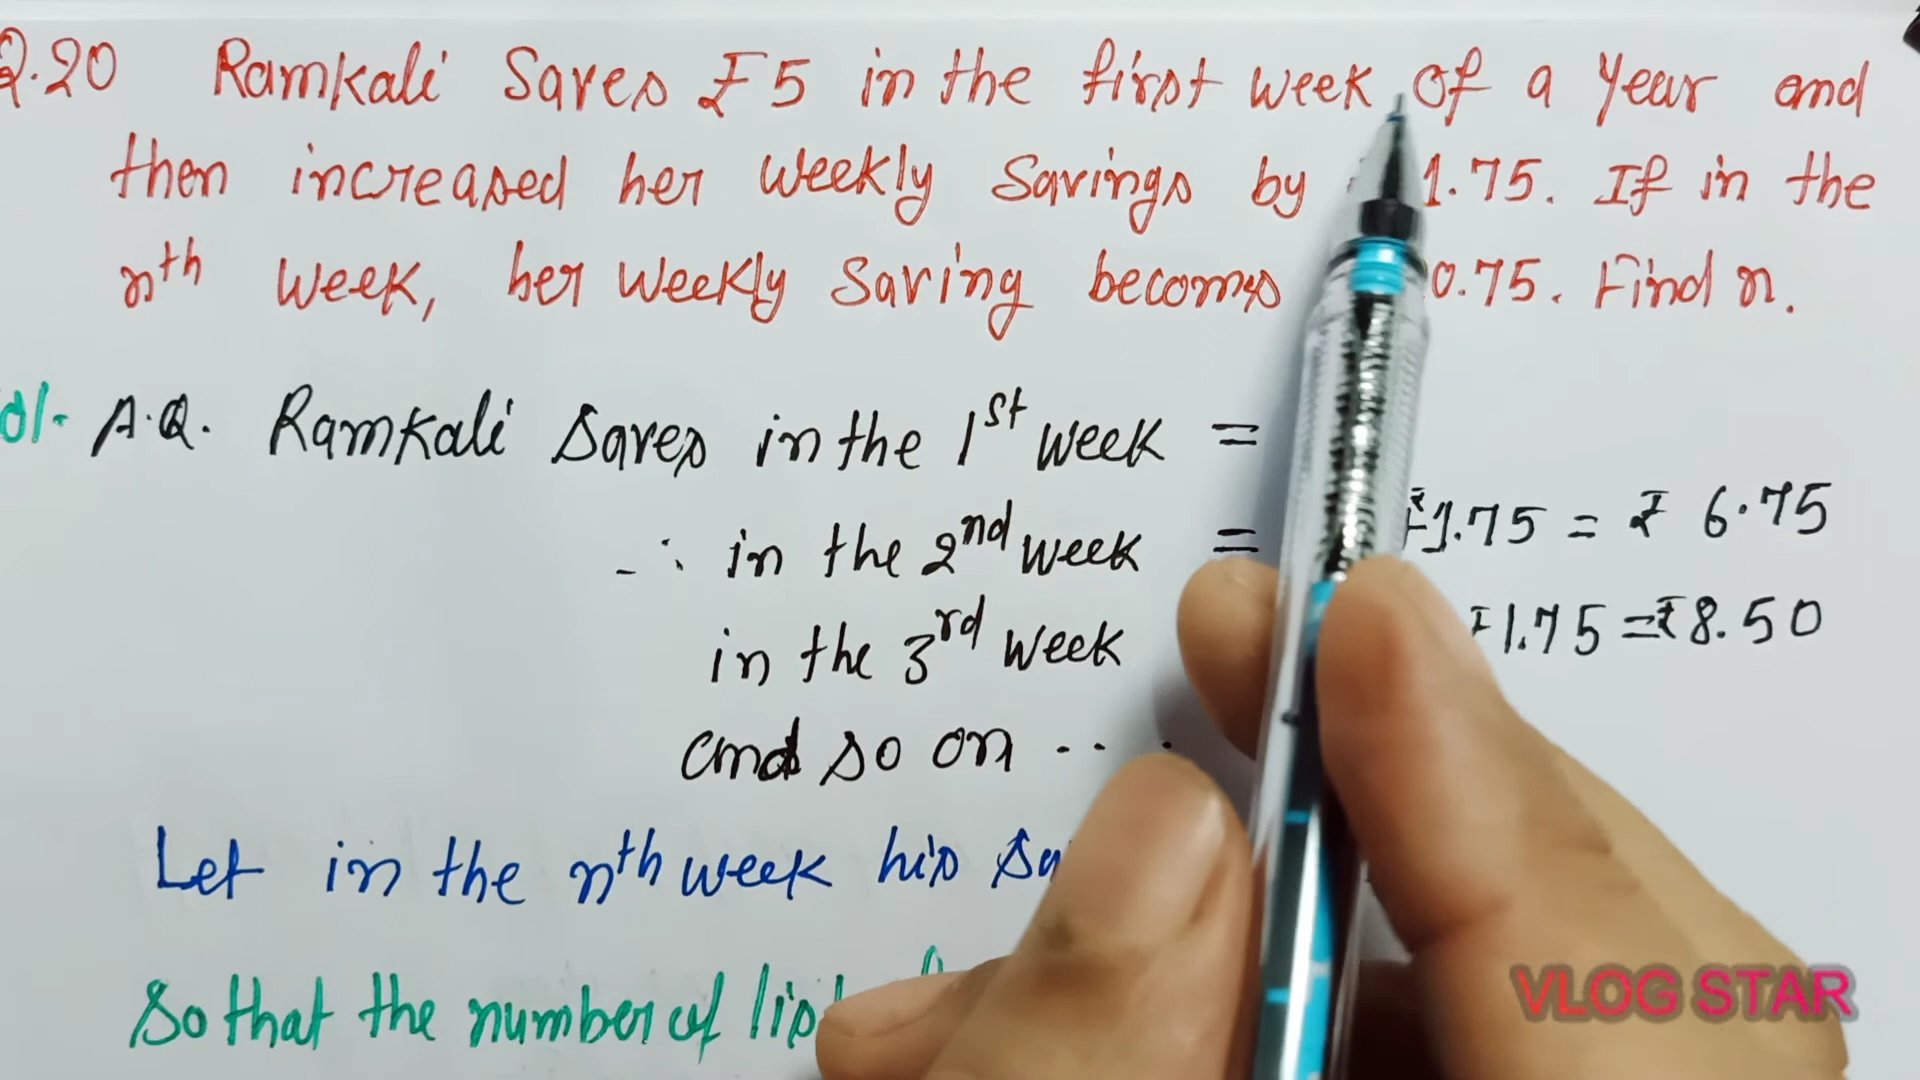 Q.20 Ramkali Saves ₹5 in the first week of a Year and
then increased her weekly Savings by 1.75. If in the
nth week, her weekly Saving becomes 0.75. Find n.
A.Q. Ramkali Saves in the 1st week =
∴ in the 2nd week = ₹1.75 = ₹ 6.75
in the 3rd week ₹1.75 = ₹8.50
and so on ...
Let in the nth week his
So that the number of
VLOG STAR